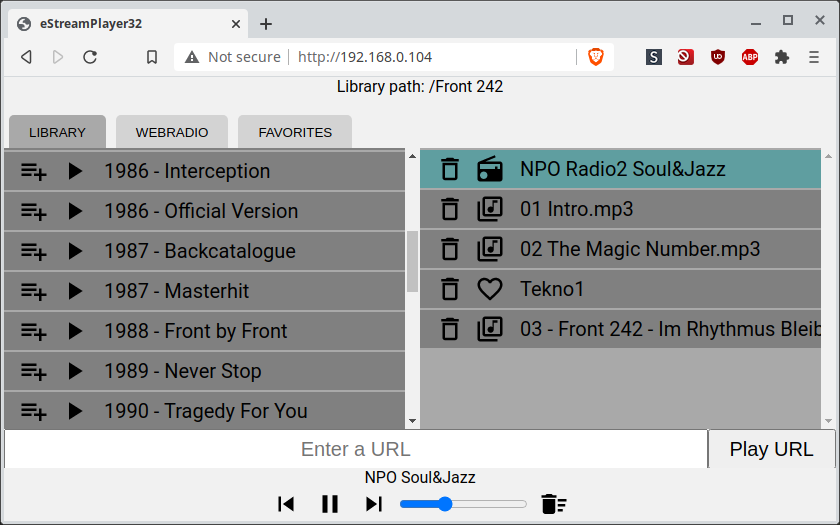 eStreamPlayer32
Not secure
http://192.168.0.104
S
UD
ABP
Library path: /Front 242
LIBRARY
WEBRADIO
FAVORITES
1986 - Interception
1986 - Official Version
1987 - Backcatalogue
1987 - Masterhit
1988 - Front by Front
1989 - Never Stop
1990 - Tragedy For You
NPO Radio2 Soul&Jazz
01 Intro.mp3
02 The Magic Number.mp3
Tekno1
03 - Front 242 - Im Rhythmus Bleib
Enter a URL
Play URL
NPO Soul&Jazz